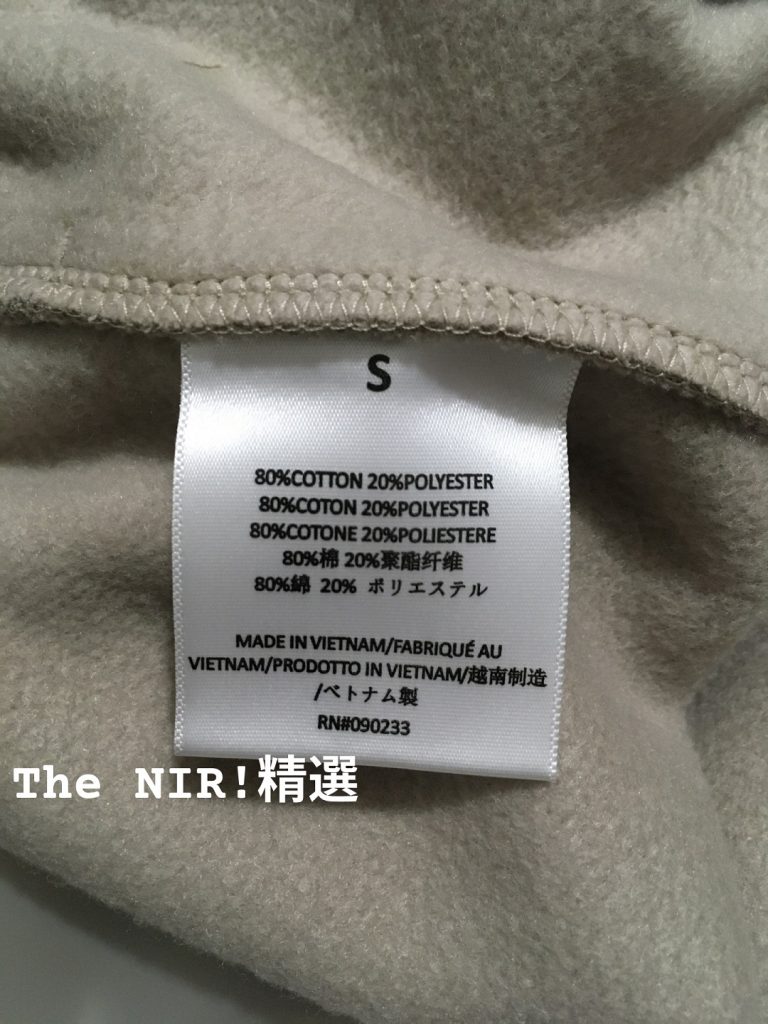 S
80%COTTON 20%POLYESTER
80%COTON 20%POLYESTER
80%COTONE 20%POLIESTERE
80%棉 20%聚酯纤维
80%綿 20% ポリエステル
MADE IN VIETNAM/FABRIQUÉ AU
VIETNAM/PRODOTTO IN VIETNAM/越南制造
/ベトナム製
RN#090233
The NIR!精選